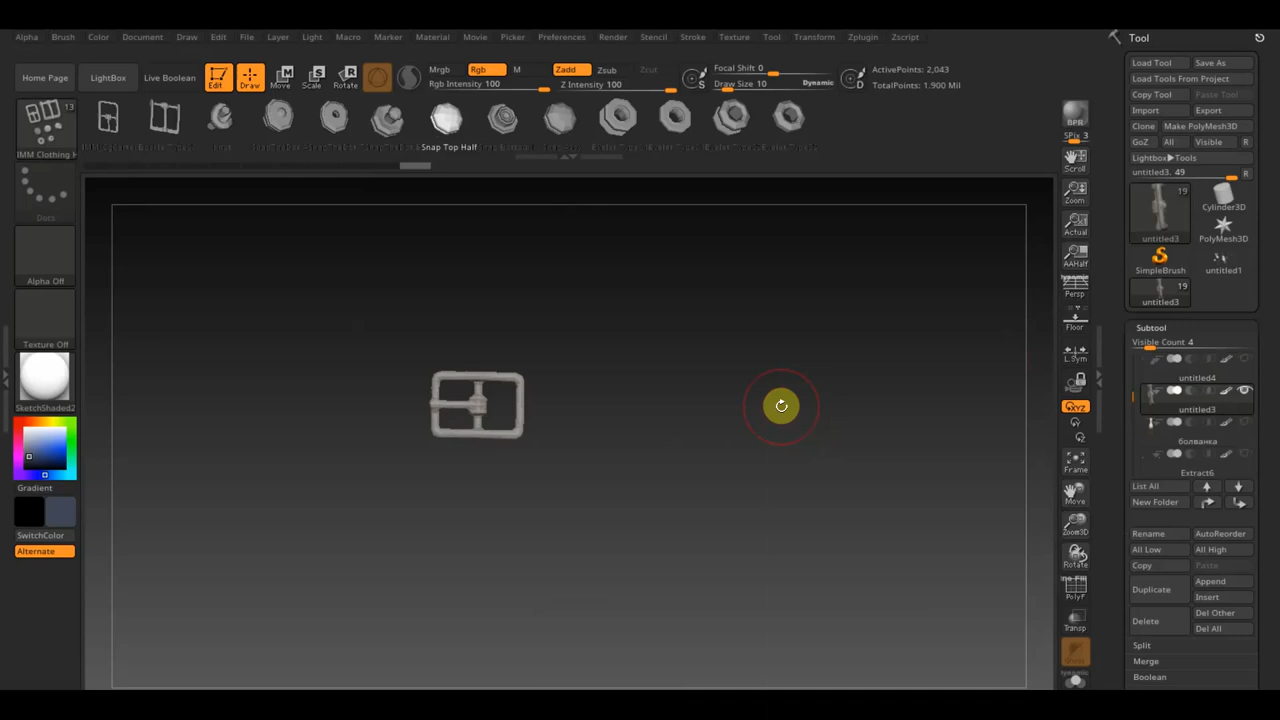 Alpha Brush Color Document Draw Edit File Layer Light Macro Marker Material Movie Picker Preferences Render Stencil Stroke Texture Tool Transform Zplugin Zscript
Tool
Home Page
LightBox
Live Boolean
Edit
Draw
Move
Scale
Rotate
Mrgb Rgb M
Rgb Intensity 100
Zadd Zsub Zcut
Z Intensity 100
S
Focal Shift 0
Draw Size 10 Dynamic
D
ActivePoints: 2,043
TotalPoints: 1.900 Mil
13
IMM Clothing H
Snap Top Half
Dots
Alpha Off
Texture Off
SketchShaded2
Gradient
SwitchColor
Alternate
BPR
SPix 3
Scroll
Zoom
Actual
AAHalf
Persp
Floor
L.Sym
XYZ
Y
Z
Frame
Move
Zoom3D
Rotate
PolyF
Transp
Load Tool Save As
Load Tools From Project
Copy Tool Paste Tool
Import Export
Clone Make PolyMesh3D
GoZ All Visible R
Lightbox▶Tools
untitled3. 49 R
19
untitled3
Cylinder3D
PolyMesh3D
SimpleBrush
untitled1
19
untitled3
Subtool
Visible Count 4
untitled4
untitled3
болванка
Extract6
List All
New Folder
Rename AutoReorder
All Low All High
Copy Paste
Duplicate Append
Insert
Delete Del Other
Del All
Split
Merge
Boolean